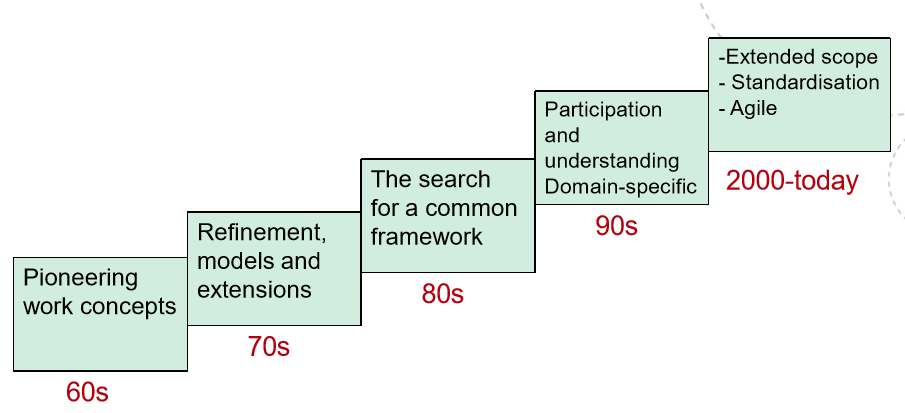 Pioneering
work concepts
60s
Refinement,
models and
extensions
70s
The search
for a common
framework
80s
Participation
and
understanding
Domain-specific
90s
-Extended scope
- Standardisation
- Agile
2000-today